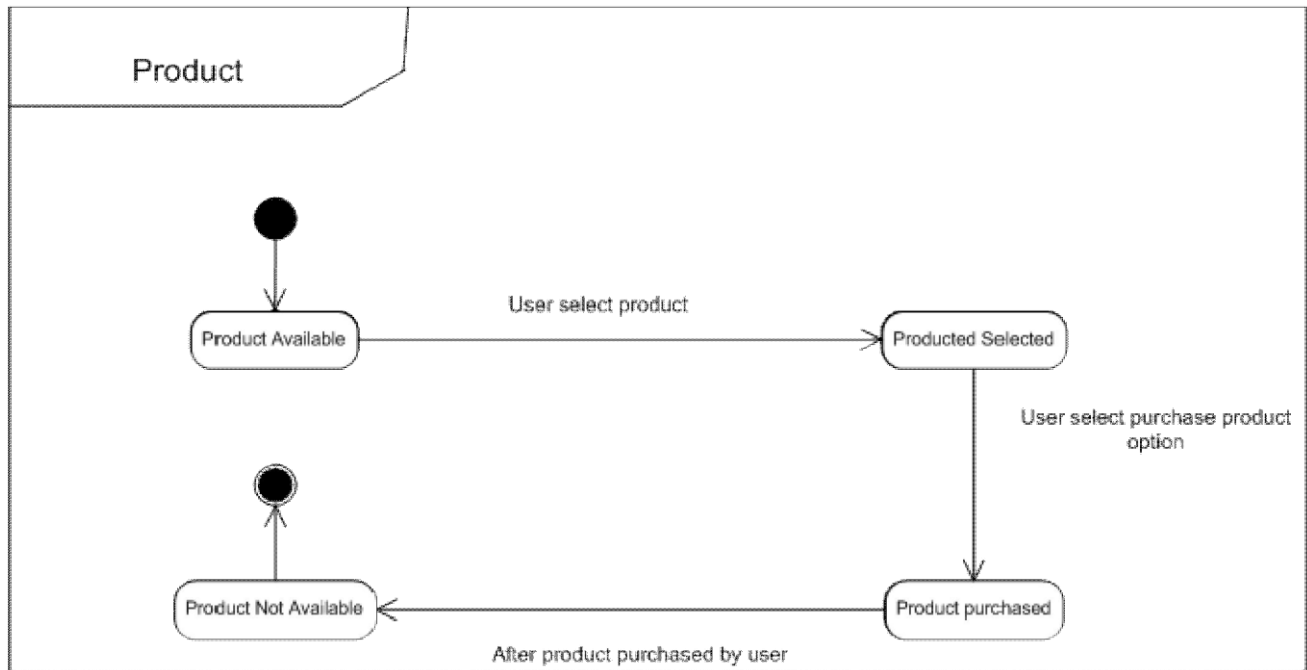 Product
User select product
Product Available
Producted Selected
User select purchase product
option
Product Not Available
Product purchased
After product purchased by user